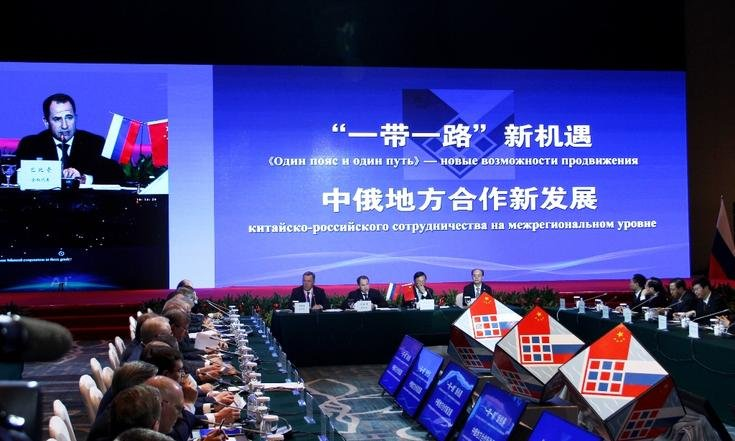 “一带一路”新机遇
《Один пояс и один путь》— новые возможности продвижения
中俄地方合作新发展
китайско-российского сотрудничества на межрегиональном уровне